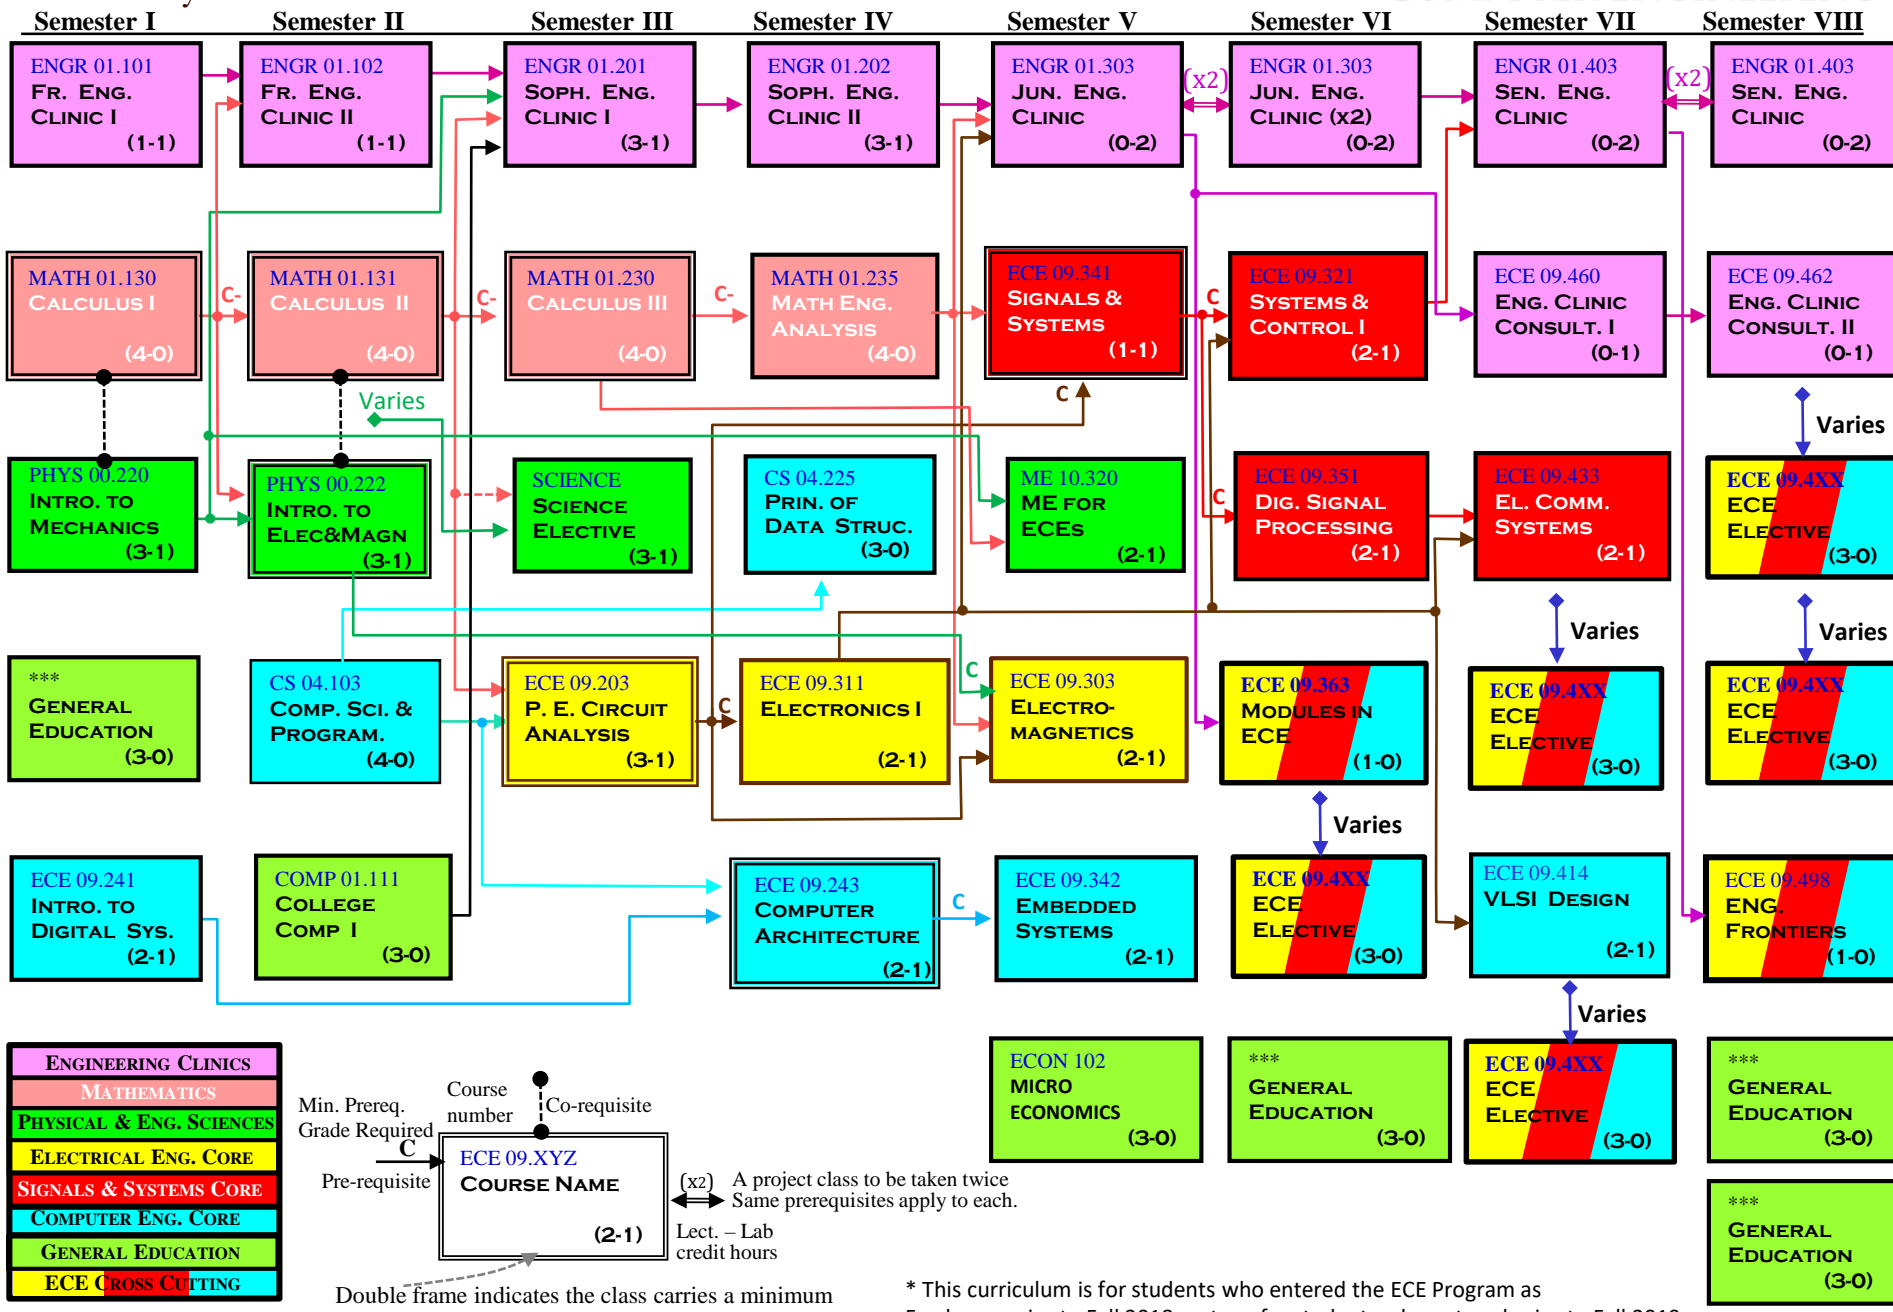 Semester I
Semester II
Semester III
Semester IV
Semester V
Semester VI
Semester VII
Semester VIII
ENGR 01.101
FR. ENG.
CLINIC I
(1-1)
ENGR 01.102
FR. ENG.
CLINIC II
(1-1)
ENGR 01.201
SOPH. ENG.
CLINIC I
(3-1)
ENGR 01.202
SOPH. ENG.
CLINIC II
(3-1)
ENGR 01.303
JUN. ENG.
CLINIC
(0-2)
(x2)
ENGR 01.303
JUN. ENG.
CLINIC (x2)
(0-2)
ENGR 01.403
SEN. ENG.
CLINIC
(0-2)
(x2)
ENGR 01.403
SEN. ENG.
CLINIC
(0-2)
MATH 01.130
CALCULUS I
(4-0)
C-
MATH 01.131
CALCULUS II
(4-0)
C-
MATH 01.230
CALCULUS III
(4-0)
C-
MATH 01.235
MATH ENG.
ANALYSIS
(4-0)
ECE 09.341
SIGNALS &
SYSTEMS
(1-1)
C
C
ECE 09.321
SYSTEMS &
CONTROL I
(2-1)
ECE 09.460
ENG. CLINIC
CONSULT. I
(0-1)
ECE 09.462
ENG. CLINIC
CONSULT. II
(0-1)
Varies
Varies
PHYS 00.220
INTRO. TO
MECHANICS
(3-1)
PHYS 00.222
INTRO. TO
ELEC&MAGN
(3-1)
SCIENCE
SCIENCE
ELECTIVE
(3-1)
CS 04.225
PRIN. OF
DATA STRUC.
(3-0)
ME 10.320
ME FOR
ECES
(2-1)
C
ECE 09.351
DIG. SIGNAL
PROCESSING
(2-1)
ECE 09.433
EL. COMM.
SYSTEMS
(2-1)
ECE 09.4XX
ECE
ELECTIVE
(3-0)
Varies
Varies
***
GENERAL
EDUCATION
(3-0)
CS 04.103
COMP. SCI. &
PROGRAM.
(4-0)
ECE 09.203
P. E. CIRCUIT
ANALYSIS
(3-1)
C
ECE 09.311
ELECTRONICS I
(2-1)
C
ECE 09.303
ELECTRO-
MAGNETICS
(2-1)
ECE 09.363
MODULES IN
ECE
(1-0)
ECE 09.4XX
ECE
ELECTIVE
(3-0)
ECE 09.4XX
ECE
ELECTIVE
(3-0)
Varies
ECE 09.241
INTRO. TO
DIGITAL SYS.
(2-1)
COMP 01.111
COLLEGE
COMP I
(3-0)
ECE 09.243
COMPUTER
ARCHITECTURE
(2-1)
C
ECE 09.342
EMBEDDED
SYSTEMS
(2-1)
ECE 09.4XX
ECE
ELECTIVE
(3-0)
ECE 09.414
VLSI DESIGN
(2-1)
ECE 09.498
ENG.
FRONTIERS
(1-0)
Varies
ECON 102
MICRO
ECONOMICS
(3-0)
***
GENERAL
EDUCATION
(3-0)
ECE 09.4XX
ECE
ELECTIVE
(3-0)
***
GENERAL
EDUCATION
(3-0)
***
GENERAL
EDUCATION
(3-0)
ENGINEERING CLINICS
MATHEMATICS
PHYSICAL & ENG. SCIENCES
ELECTRICAL ENG. CORE
SIGNALS & SYSTEMS CORE
COMPUTER ENG. CORE
GENERAL EDUCATION
ECE CROSS CUTTING
Min. Prereq.
Grade Required
C
Pre-requisite
Course
number
Co-requisite
ECE 09.XYZ
COURSE NAME
(2-1)
(x2)
A project class to be taken twice
Same prerequisites apply to each.
Lect. – Lab
credit hours
Double frame indicates the class carries a minimum
* This curriculum is for students who entered the ECE Program as